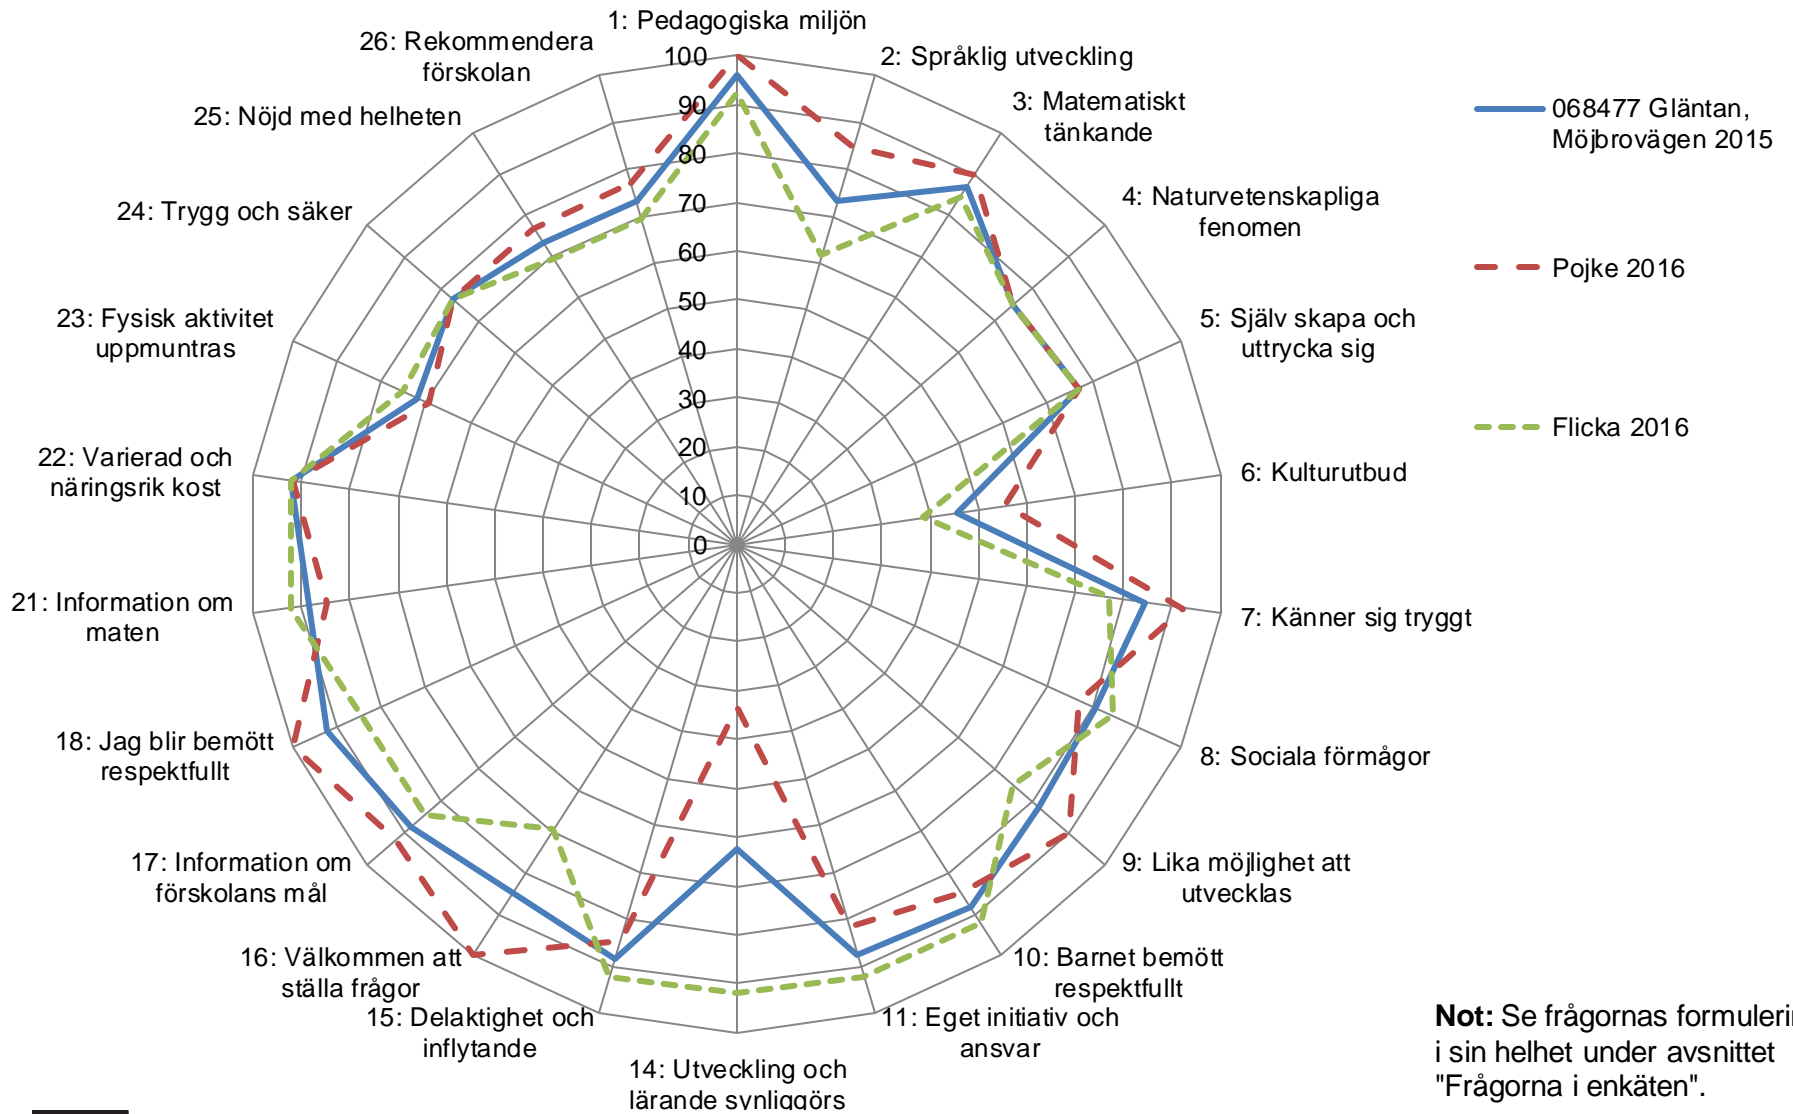 1: Pedagogiska miljön
2: Språklig utveckling
3: Matematiskt
tänkande
4: Naturvetenskapliga
fenomen
5: Själv skapa och
uttrycka sig
6: Kulturutbud
7: Känner sig tryggt
8: Sociala förmågor
9: Lika möjlighet att
utvecklas
10: Barnet bemött
respektfullt
11: Eget initiativ och
ansvar
14: Utveckling och
lärande synliggörs
15: Delaktighet och
inflytande
16: Välkommen att
ställa frågor
17: Information om
förskolans mål
18: Jag blir bemött
respektfullt
21: Information om
maten
22: Varierad och
näringsrik kost
23: Fysisk aktivitet
uppmuntras
24: Trygg och säker
25: Nöjd med helheten
26: Rekommendera
förskolan
100
90
80
70
60
50
40
30
20
10
0
068477 Gläntan,
Möjbrovägen 2015
Pojke 2016
Flicka 2016
Not: Se frågornas formulerin
i sin helhet under avsnittet
"Frågorna i enkäten".